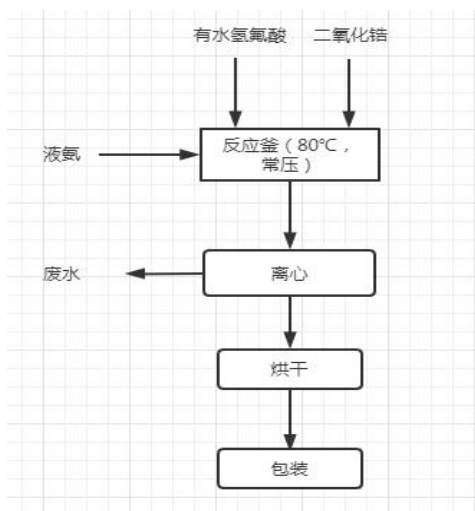 有水氢氟酸 二氧化锆
液氨
反应釜（80℃，
常压）
废水
离心
烘干
包装